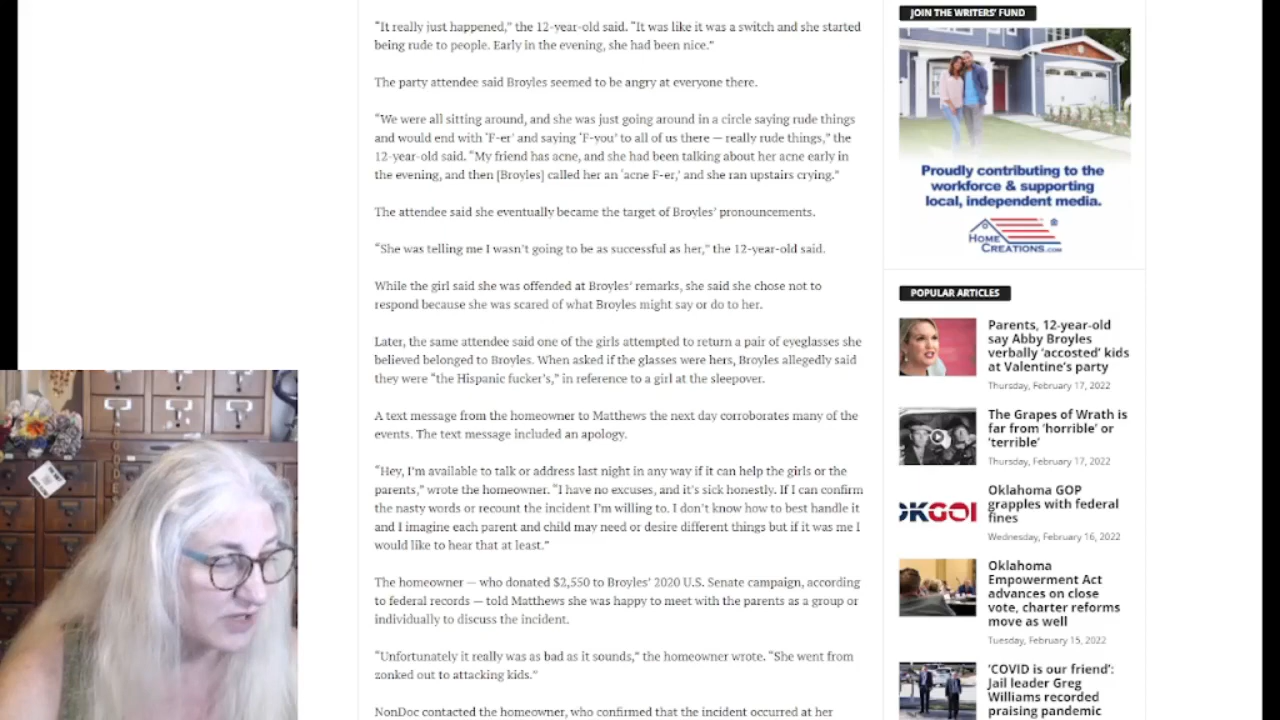 “It really just happened,” the 12-year-old said. “It was like it was a switch and she started
being rude to people. Early in the evening, she had been nice.”
The party attendee said Broyles seemed to be angry at everyone there.
“We were all sitting around, and she was just going around in a circle saying rude things
and would end with ‘F-er’ and saying ‘F-you’ to all of us there — really rude things,” the
12-year-old said. “My friend has acne, and she had been talking about her acne early in
the evening, and then [Broyles] called her an ‘acne F-er,’ and she ran upstairs crying.”
The attendee said she eventually became the target of Broyles’ pronouncements.
“She was telling me I wasn’t going to be as successful as her,” the 12-year-old said.
While the girl said she was offended at Broyles’ remarks, she said she chose not to
respond because she was scared of what Broyles might say or do to her.
Later, the same attendee said one of the girls attempted to return a pair of eyeglasses she
believed belonged to Broyles. When asked if the glasses were hers, Broyles allegedly said
they were “the Hispanic fucker’s,” in reference to a girl at the sleepover.
A text message from the homeowner to Matthews the next day corroborates many of the
events. The text message included an apology.
“Hey, I’m available to talk or address last night in any way if it can help the girls or the
parents,” wrote the homeowner. “I have no excuses, and it’s sick honestly. If I can confirm
the nasty words or recount the incident I’m willing to. I don’t know how to best handle it
and I imagine each parent and child may need or desire different things but if it was me I
would like to hear that at least.”
The homeowner — who donated $2,550 to Broyles’ 2020 U.S. Senate campaign, according
to federal records — told Matthews she was happy to meet with the parents as a group or
individually to discuss the incident.
“Unfortunately it really was as bad as it sounds,” the homeowner wrote. “She went from
zonked out to attacking kids.”
NonDoc contacted the homeowner, who confirmed that the incident occurred at her
JOIN THE WRITERS’ FUND
Proudly contributing to the
workforce & supporting
local, independent media.
HOME
CREATIONS.COM
POPULAR ARTICLES
Parents, 12-year-old
say Abby Broyles
verbally ‘accosted’ kids
at Valentine’s party
Thursday, February 17, 2022
The Grapes of Wrath is
far from ‘horrible’ or
‘terrible’
Thursday, February 17, 2022
OKGOP
Oklahoma GOP
grapples with federal
fines
Wednesday, February 16, 2022
Oklahoma
Empowerment Act
advances on close
vote, charter reforms
move as well
Tuesday, February 15, 2022
‘COVID is our friend’:
Jail leader Greg
Williams recorded
praising pandemic